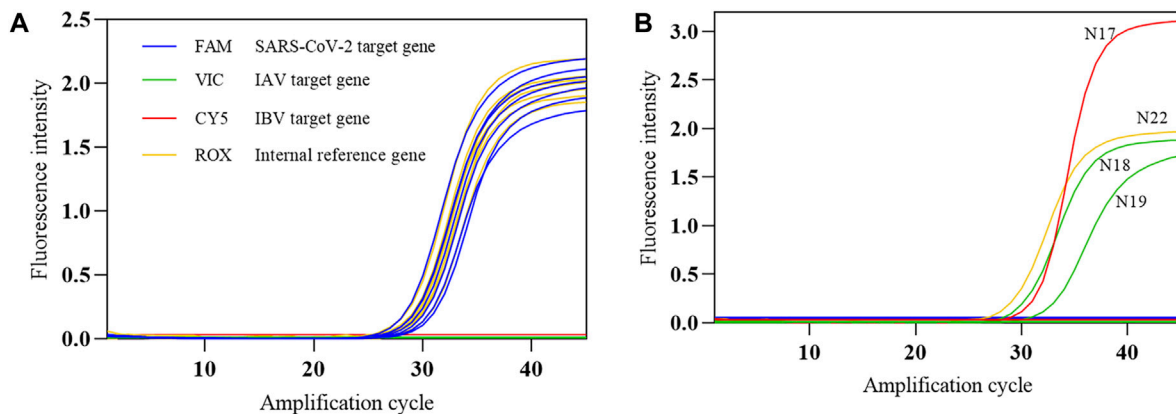 A
2.5
2.0
1.5
1.0
0.5
0.0
Fluorescence intensity
FAM SARS-CoV-2 target gene
VIC IAV target gene
CY5 IBV target gene
ROX Internal reference gene
10
20
30
40
Amplification cycle
B
3.0
2.5
2.0
1.5
1.0
0.5
0.0
Fluorescence intensity
N17
N22
N18
N19
10
20
30
40
Amplification cycle